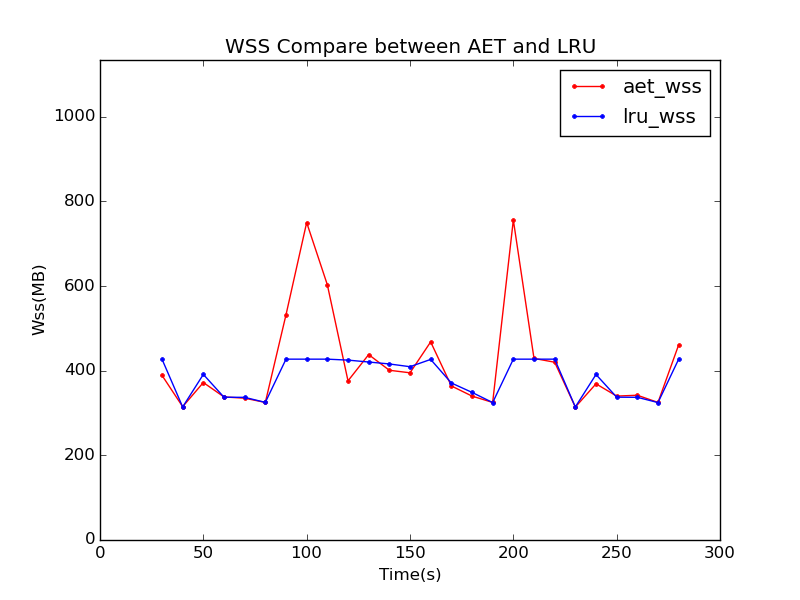 WSS Compare between AET and LRU
aet_wss
lru_wss
1000
800
600
400
200
0
Wss(MB)
0 50 100 150 200 250 300
Time(s)